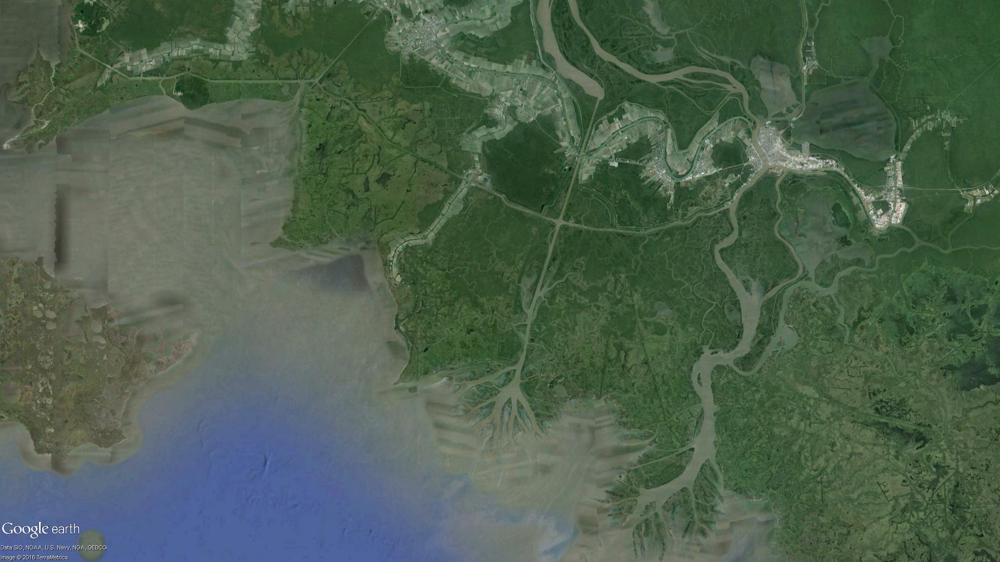 Google earth
Data SIO, NOAA, U.S. Navy, NGA, GEBCO
Image © 2016 TerraMetrics